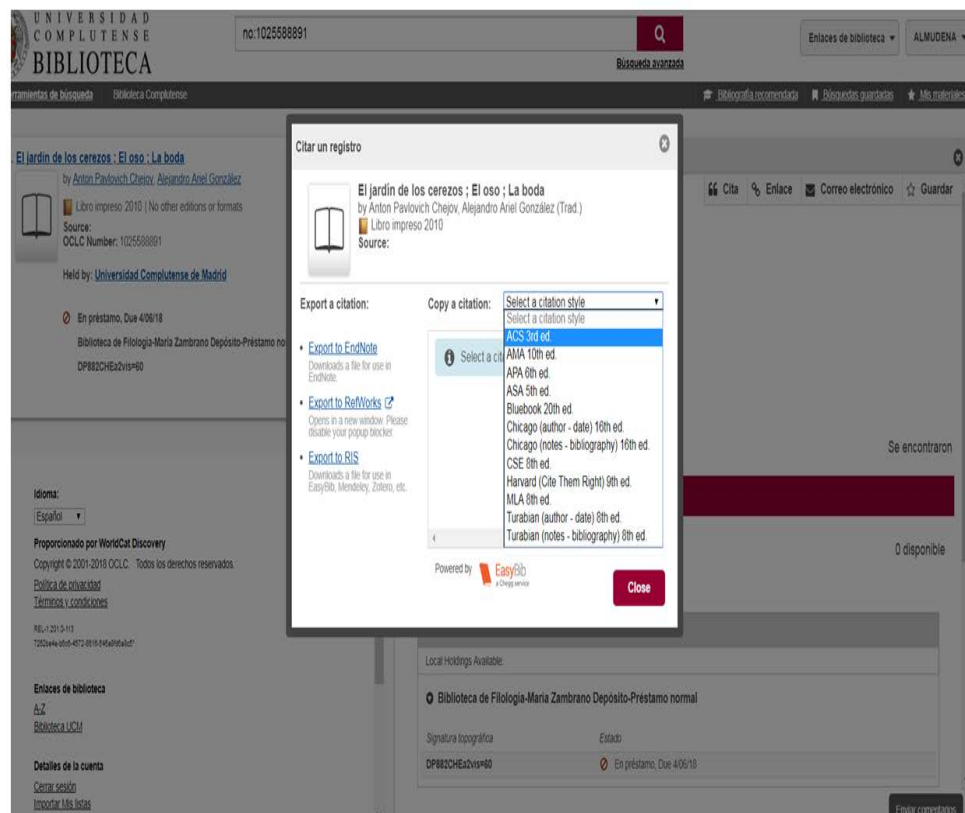 UNIVERSIDAD
COMPLUTENSE
BIBLIOTECA
no:1025588891
Búsqueda avanzada
Enlaces de biblioteca
ALMUDENA
de búsqueda
Biblioteca Complutense
Bibliografía recomendada
Búsquedas guardadas
Mis materiales
El jardín de los cerezos ; El oso ; La boda
by Anton Pavlovich Chejov, Alejandro Ariel González
Libro impreso 2010 | No other editions or formats
Source:
OCLC Number: 1025588891
Held by: Universidad Complutense de Madrid
En préstamo, Due 4/06/18
Biblioteca de Filología-María Zambrano Depósito-Préstamo no
DP882CHEa2vis=60
Citar un registro
El jardín de los cerezos ; El oso ; La boda
by Anton Pavlovich Chejov, Alejandro Ariel González (Trad.)
Libro impreso 2010
Source:
Export a citation:
Export to EndNote
Downloads a file for use in
EndNote.
Export to RefWorks
Opens in a new window. Please
disable your popup blocker.
Export to RIS
Downloads a file for use in
EasyBib, Mendeley, Zotero, etc.
Copy a citation:
Select a citation style
Select a citation style
ACS 3rd ed.
AMA 10th ed.
APA 6th ed.
ASA 5th ed.
Bluebook 20th ed.
Chicago (author - date) 16th ed.
Chicago (notes - bibliography) 16th ed.
CSE 8th ed.
Harvard (Cite Them Right) 9th ed.
MLA 8th ed.
Turabian (author - date) 8th ed.
Turabian (notes - bibliography) 8th ed.
Select a cit
Powered by
EasyBib
a Chegg service
Close
Cita
Enlace
Correo electrónico
Guardar
Se encontraron
0 disponible
Idioma:
Español
Proporcionado por WorldCat Discovery
Copyright © 2001-2018 OCLC. Todos los derechos reservados.
Política de privacidad
Términos y condiciones
Enlaces de biblioteca
A-Z
Biblioteca UCM
Detalles de la cuenta
Cerrar sesión
Importar Mis listas
Local Holdings Available:
Biblioteca de Filología-María Zambrano Depósito-Préstamo normal
Signatura topográfica
Estado
DP882CHEa2vis=60
En préstamo, Due 4/06/18
Enviar comentarios